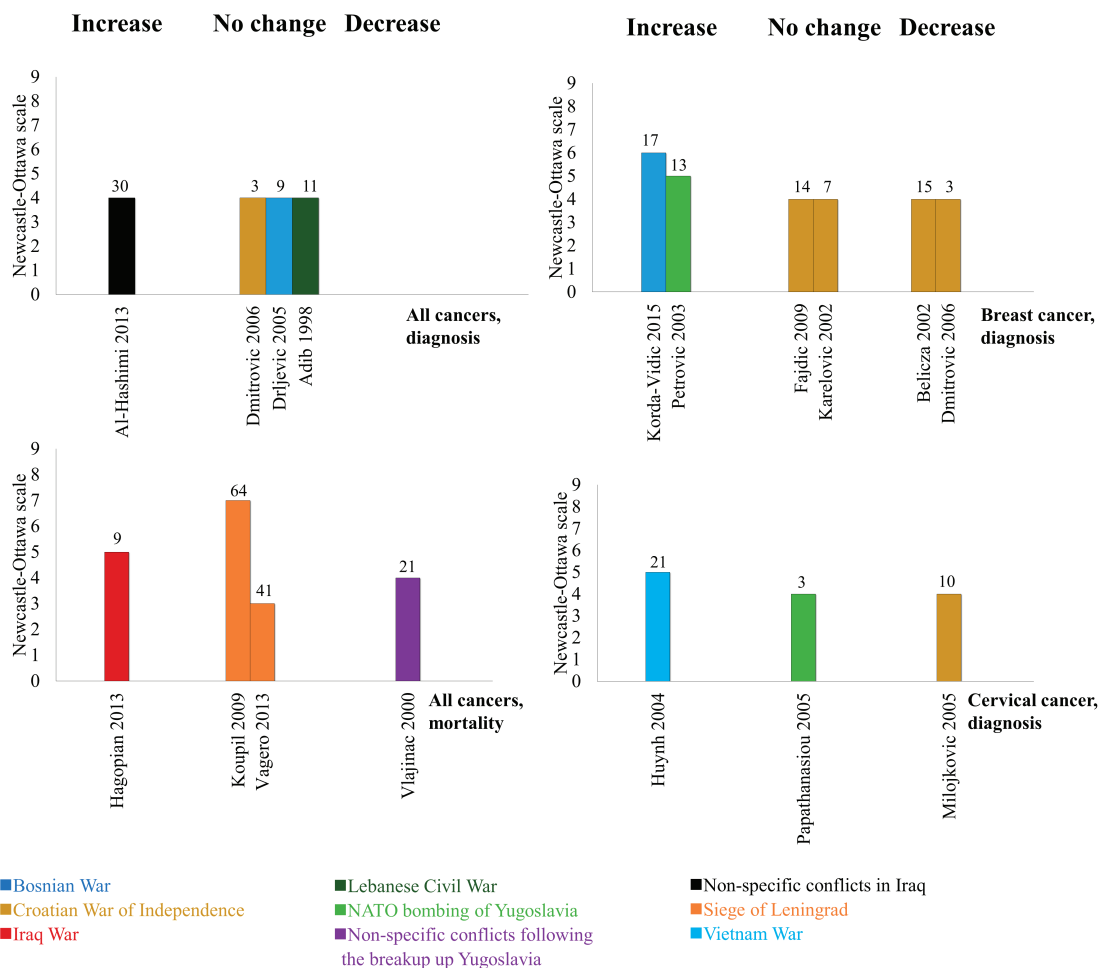 Increase No change Decrease
Newcastle-Ottawa scale
9
8
7
6
5
4
3
2
1
0
30
3 9 11
Al-Hashimi 2013
Dmitrovic 2006
Drljevic 2005
Adib 1998
All cancers,
diagnosis
Increase No change Decrease
Newcastle-Ottawa scale
9
8
7
6
5
4
3
2
1
0
17
13
14 7
15 3
Korda-Vidic 2015
Petrovic 2003
Fajdic 2009
Karelovic 2002
Belicza 2002
Dmitrovic 2006
Breast cancer,
diagnosis
Newcastle-Ottawa scale
9
8
7
6
5
4
3
2
1
0
9
64
41
21
Hagopian 2013
Koupil 2009
Vagero 2013
Vlajinac 2000
All cancers,
mortality
Newcastle-Ottawa scale
9
8
7
6
5
4
3
2
1
0
21
3
10
Huynh 2004
Papathanasiou 2005
Milojkovic 2005
Cervical cancer,
diagnosis
Bosnian War
Croatian War of Independence
Iraq War
Lebanese Civil War
NATO bombing of Yugoslavia
Non-specific conflicts following
the breakup up Yugoslavia
Non-specific conflicts in Iraq
Siege of Leningrad
Vietnam War